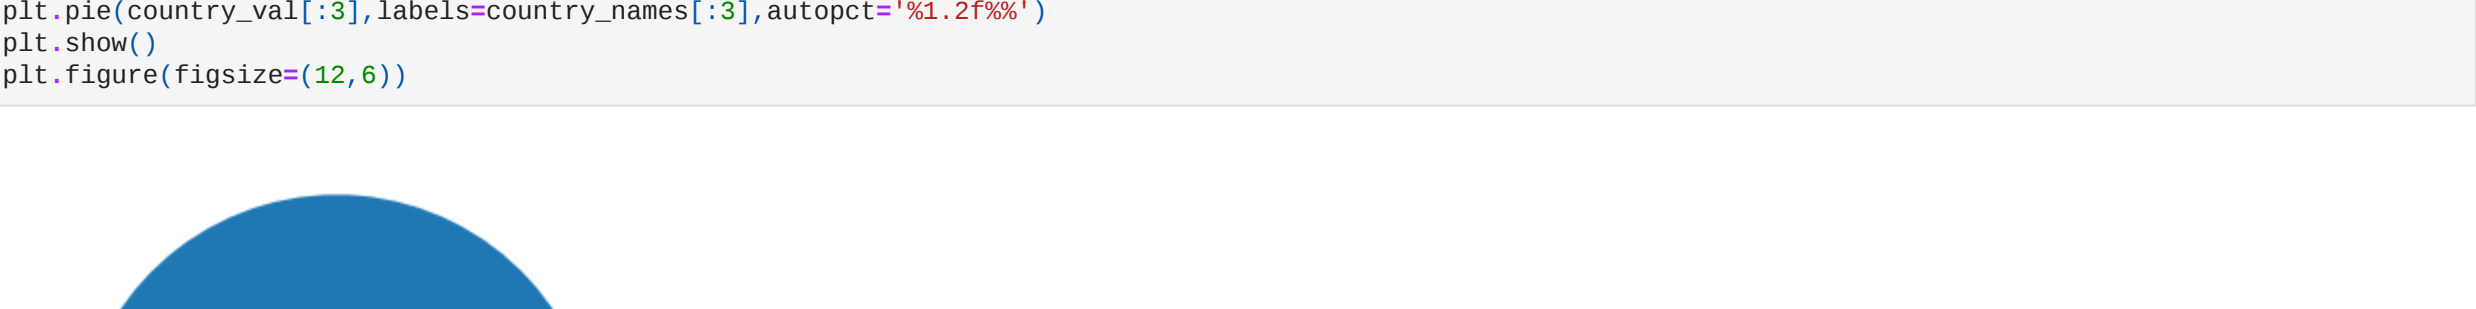 plt.pie(country_val[:3],labels=country_names[:3],autopct='%1.2f%%')
plt.show()
plt.figure(figsize=(12,6))